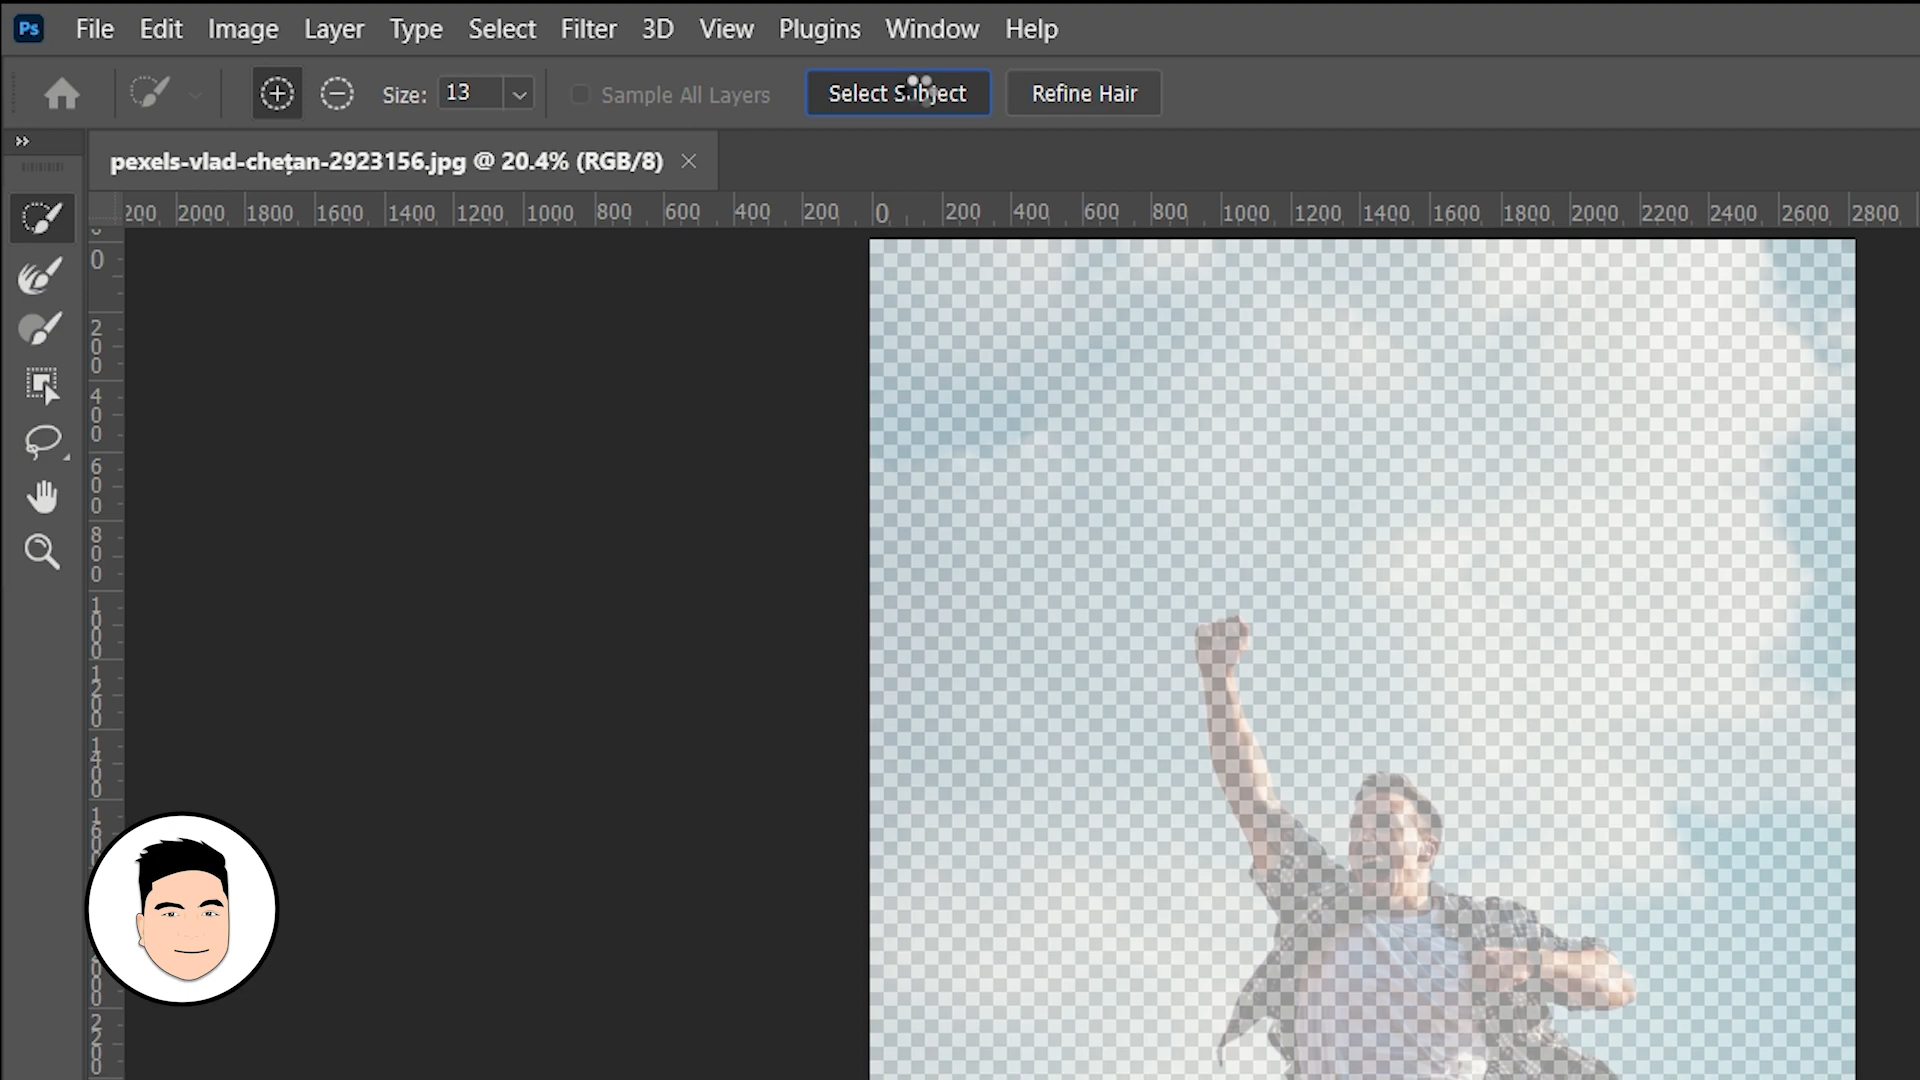 Ps File Edit Image Layer Type Select Filter 3D View Plugins Window Help
Size: 13 Sample All Layers Select Subject Refine Hair
pexels-vlad-chețan-2923156.jpg @ 20.4% (RGB/8)
200 2000 1800 1600 1400 1200 1000 800 600 400 200 0 200 400 600 800 1000 1200 1400 1600 1800 2000 2200 2400 2600 2800
0
200
400
600
800
1000
1200
1400